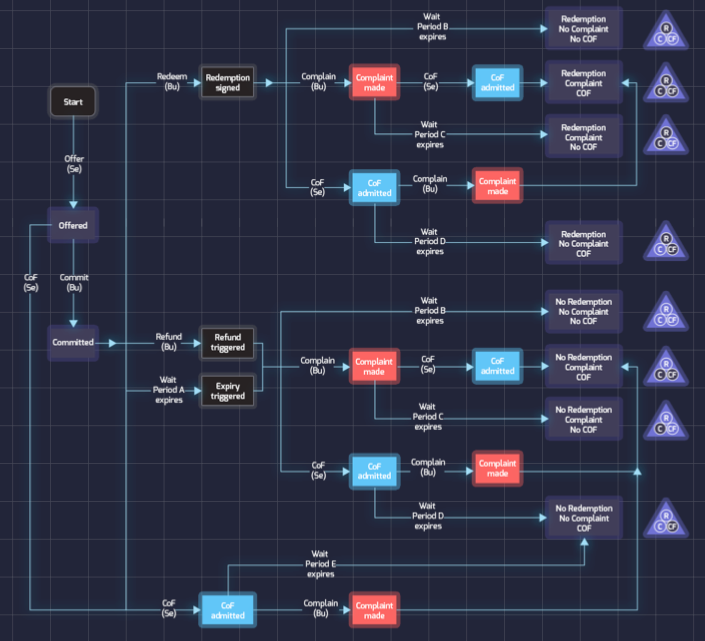 Wait
Period B
expires
Redemption
No Complaint
No COF
R
C CF
Start
Redeem
(Bu)
Redemption
signed
Complain
(Bu)
Complaint
made
CoF
(Se)
CoF
admitted
Redemption
Complaint
COF
R
C CF
Wait
Period C
expires
Redemption
Complaint
No COF
R
C CF
Offer
(Se)
CoF
(Se)
CoF
admitted
Complain
(Bu)
Complaint
made
Offered
Wait
Period D
expires
Redemption
No Complaint
COF
R
C CF
CoF
(Se)
Commit
(Bu)
Wait
Period B
expires
No Redemption
No Complaint
No COF
R
C CF
Committed
Refund
(Bu)
Refund
triggered
Complain
(Bu)
Complaint
made
CoF
(Se)
CoF
admitted
No Redemption
Complaint
COF
R
C CF
Wait
Period A
expires
Expiry
triggered
Wait
Period C
expires
No Redemption
Complaint
No COF
R
C CF
CoF
(Se)
CoF
admitted
Complain
(Bu)
Complaint
made
Wait
Period D
expires
No Redemption
No Complaint
COF
R
C CF
Wait
Period E
expires
CoF
(Se)
CoF
admitted
Complain
(Bu)
Complaint
made